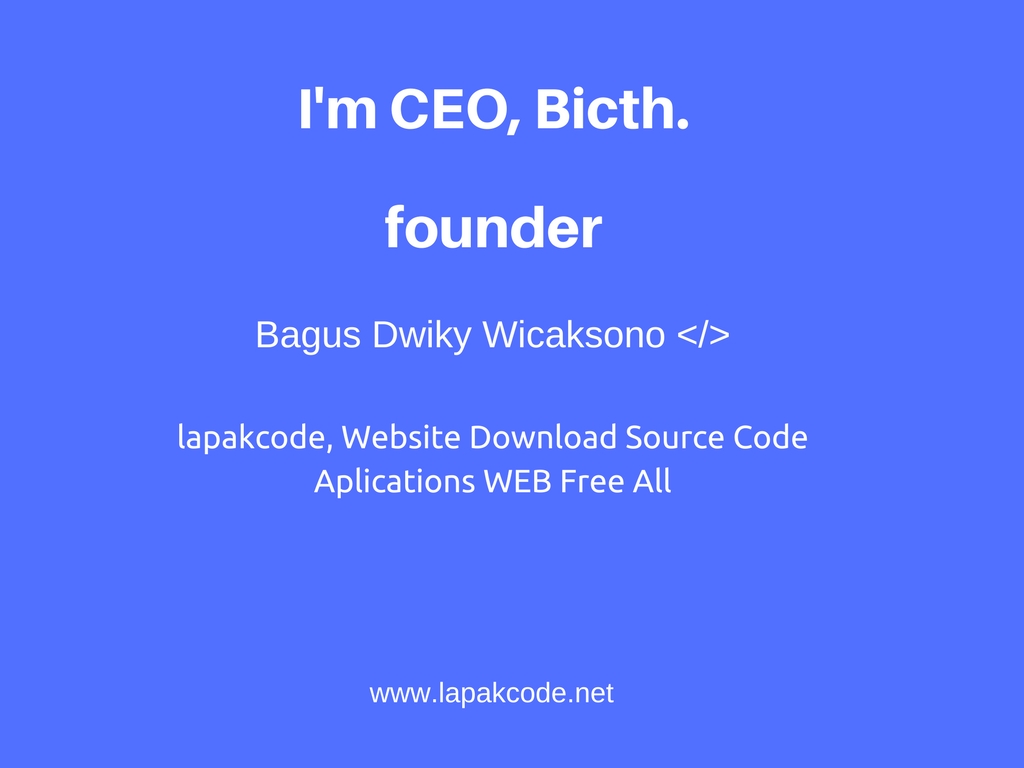 I'm CEO, Bicth.
founder
Bagus Dwiky Wicaksono </>
lapakcode, Website Download Source Code
Aplications WEB Free All
www.lapakcode.net